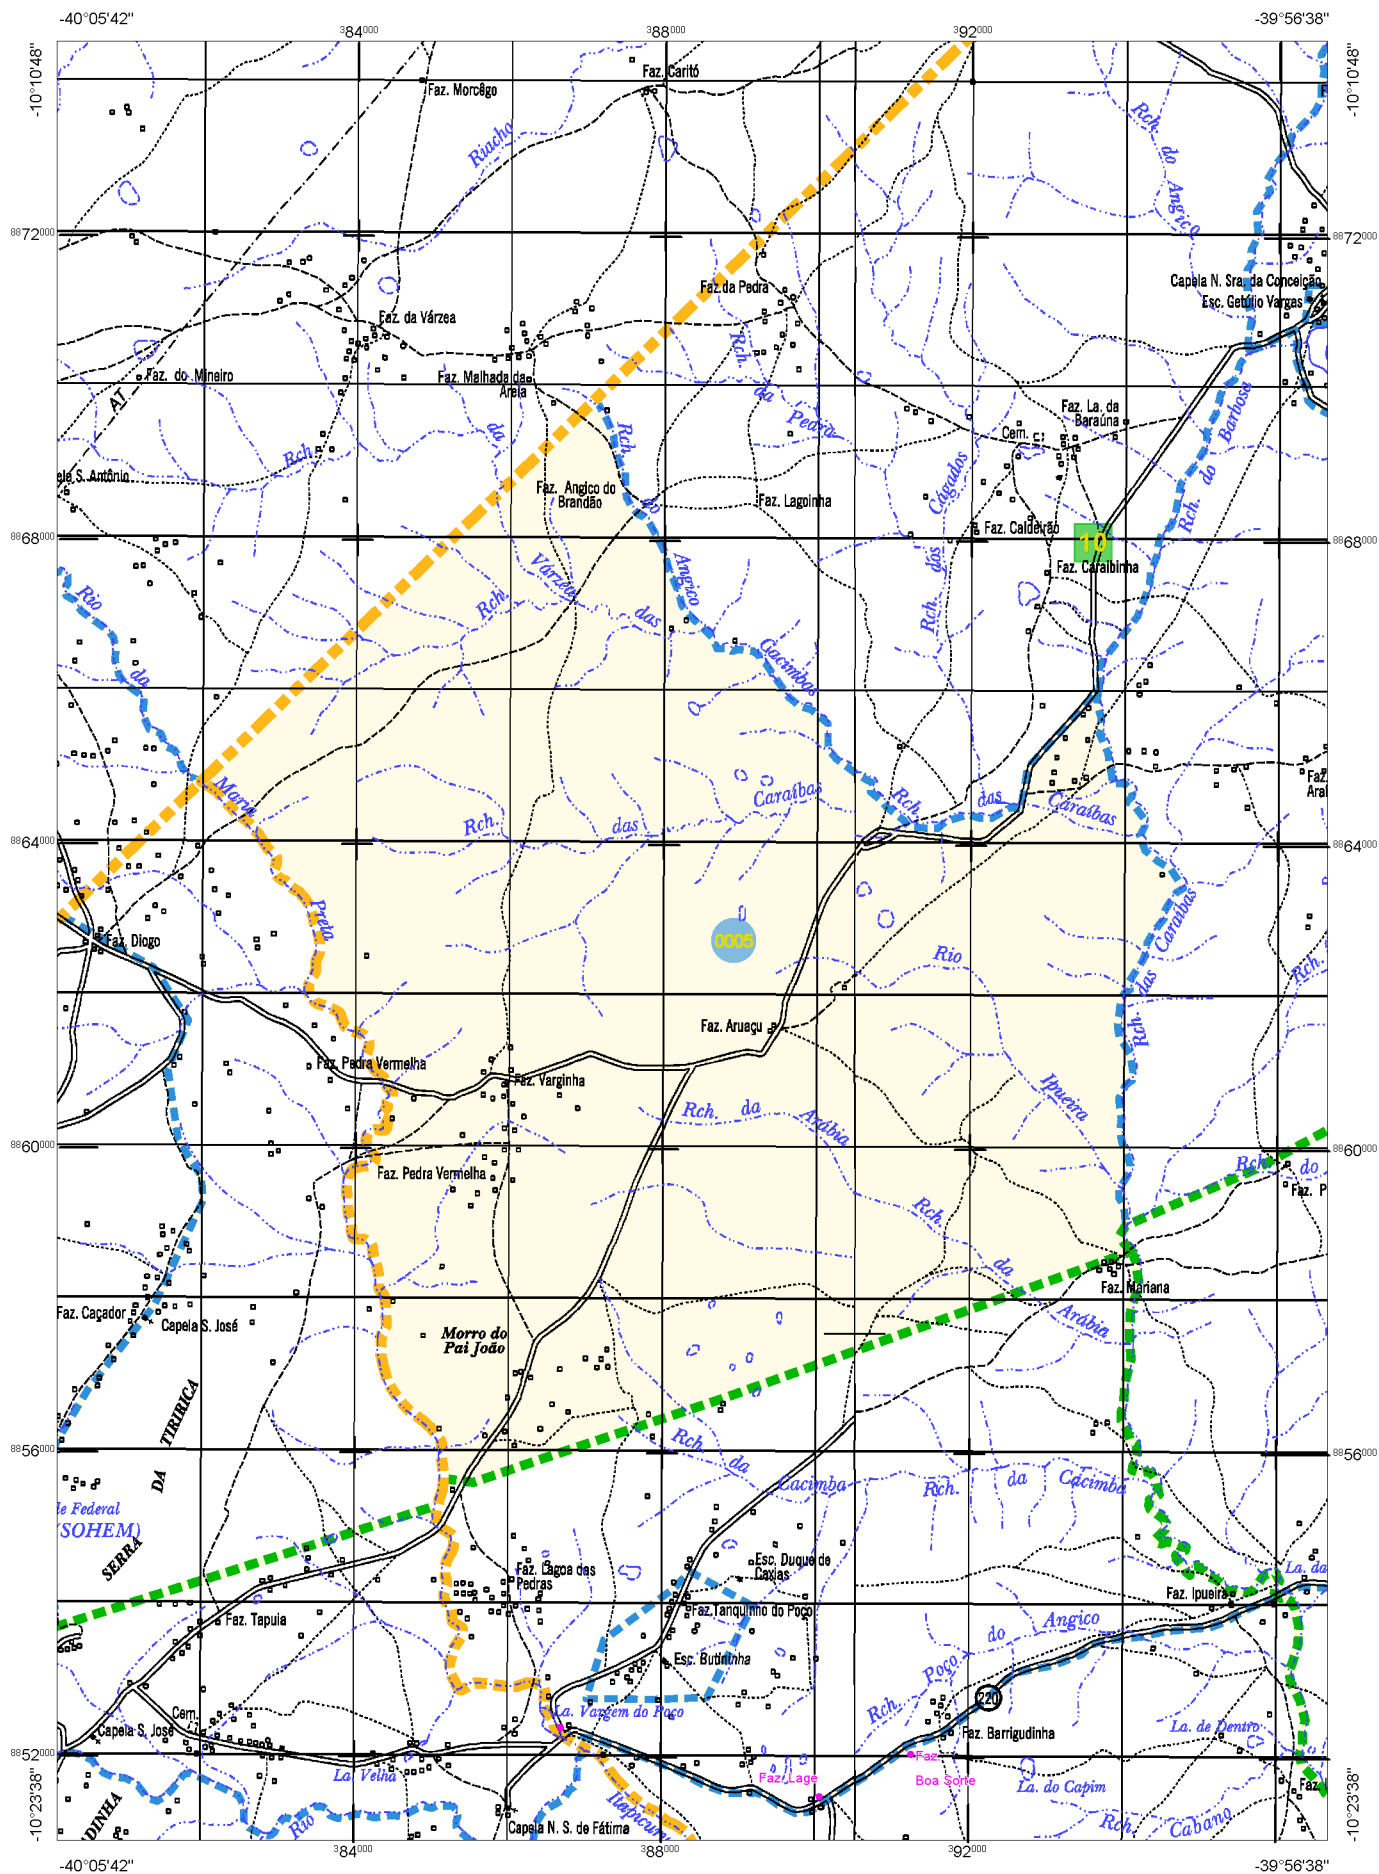 -40°05'42"
-39°56'38"
384000
388000
392000
-10°10'48"
-10°10'48"
Faz. Caritó
Faz. Morcêgo
Riacho
Rch.
do
Angico
8872000
8872000
Capela N. Sra. da Conceição
Esc. Getúlio Vargas
Faz.da Pedra
Faz. da Várzea
Rch.
da
Pedra
Faz. do Mineiro
Faz. Malhada da
Areia
AT
Barbosa
do
Rch.
Faz. La. da
Baraúna
Cem.
da
Rch.
Rch.
do
Angico
das
Cacimbas
Cágados
dos
Rch.
ela S. Antônio
Faz. Angico do
Brandão
Faz. Lagoinha
Faz. Caldeirão
8868000
10
8868000
Faz. Caraibinha
Rio
da
Rch.
Várzea
Maria
Preta
Rch.
das
Caraíbas
Rch.
das
Caraíbas
Faz.
Arai
8864000
8864000
Faz. Diogo
0005
Rio
Caraíbas
das
Rch.
Rch.
Faz. Aruaçu
Faz. Pedra Vermelha
Faz. Varginha
Ipueira
Rch.
da
Arábia
8860000
8860000
Faz. Pedra Vermelha
Rch.
do
Faz. P
Rch.
da
Arábia
Faz. Mariana
Faz. Caçador
Capela S. José
Morro do
Pai João
SERRA
DA
TIRIRICA
8856000
8856000
Rch.
da
Cacimba
Rch.
da
Cacimba
de Federal
(SOHEM)
Faz. Lagoa das
Pedras
Esc. Duque de
Caxias
La. da
Faz. Ipueira
Faz. Tapuia
Faz.Tanquinho do Poço
Esc. Butininha
Rch.
Poço
do
Angico
220
La. Vargem do Poço
Cem.
Capela S. José
Faz. Barrigudinha
La. de Dentro
8852000
8852000
La. Velha
Faz. Lage
Faz
Boa Sorte
La. do Capim
Faz.
Rch.
Cabano
DINHA
Rio
Itapicuru
Capela N. S. de Fátima
-10°23'38"
-10°23'38"
384000
388000
392000
-40°05'42"
-39°56'38"